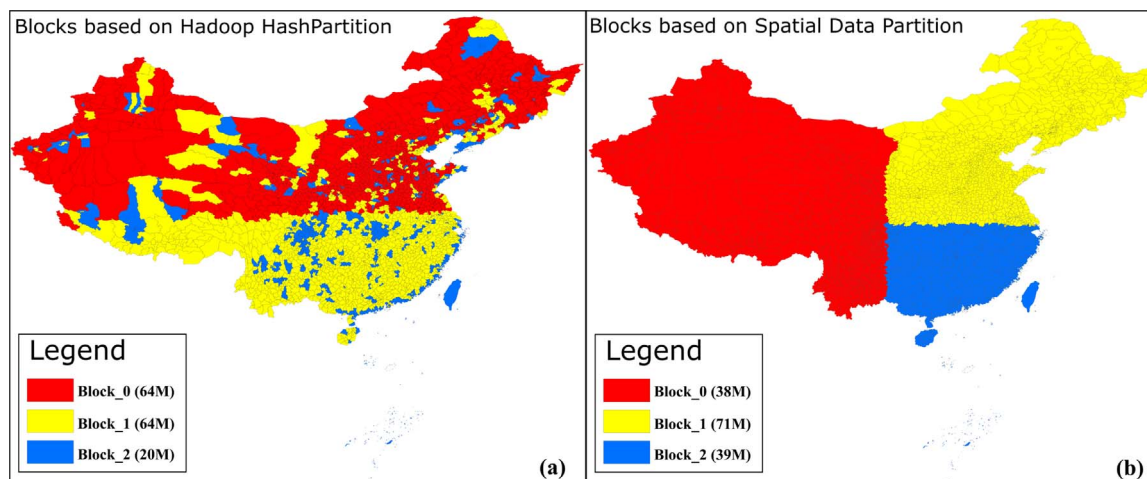 Blocks based on Hadoop HashPartition
Legend
Block_0 (64M)
Block_1 (64M)
Block_2 (20M)
(a)
Blocks based on Spatial Data Partition
Legend
Block_0 (38M)
Block_1 (71M)
Block_2 (39M)
(b)